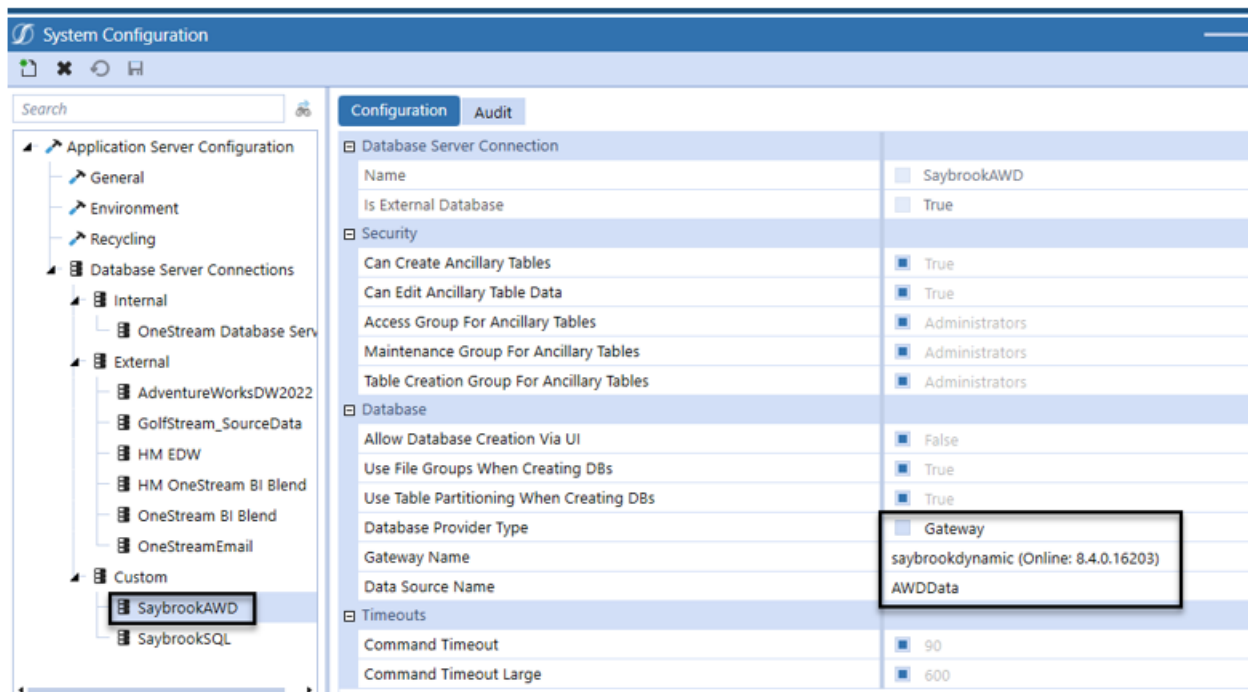 System Configuration
Search
Application Server Configuration
General
Environment
Recycling
Database Server Connections
Internal
OneStream Database Serv
External
AdventureWorksDW2022
GolfStream_SourceData
HM EDW
HM OneStream BI Blend
OneStream BI Blend
OneStreamEmail
Custom
SaybrookAWD
SaybrookSQL
Configuration Audit
Database Server Connection
Name SaybrookAWD
Is External Database True
Security
Can Create Ancillary Tables True
Can Edit Ancillary Table Data True
Access Group For Ancillary Tables Administrators
Maintenance Group For Ancillary Tables Administrators
Table Creation Group For Ancillary Tables Administrators
Database
Allow Database Creation Via UI False
Use File Groups When Creating DBs True
Use Table Partitioning When Creating DBs True
Database Provider Type Gateway
Gateway Name saybrookdynamic (Online: 8.4.0.16203)
Data Source Name AWDData
Timeouts
Command Timeout 90
Command Timeout Large 600